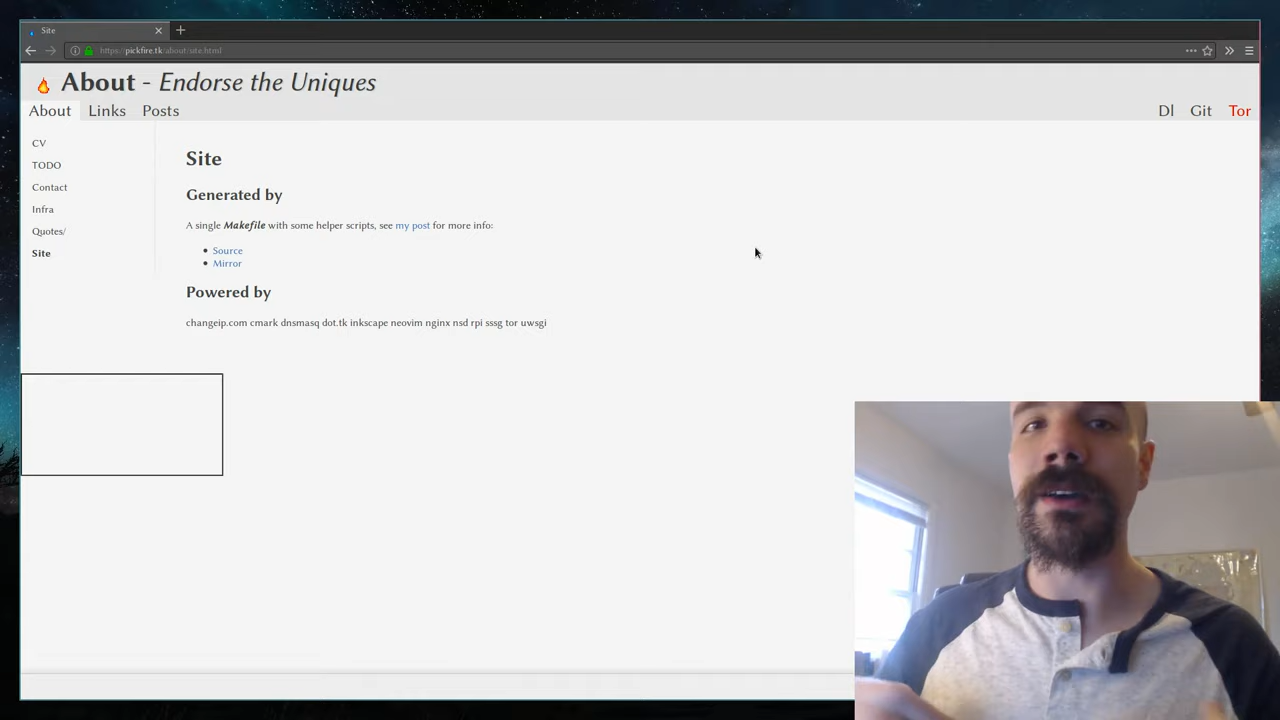 Site
https://pickfire.tk/about/site.html
About - Endorse the Uniques
About Links Posts Dl Git Tor
CV
TODO
Contact
Infra
Quotes/
Site
Site
Generated by
A single Makefile with some helper scripts, see my post for more info:
Source
Mirror
Powered by
changeip.com cmark dnsmasq dot.tk inkscape neovim nginx nsd rpi sssg tor uwsgi